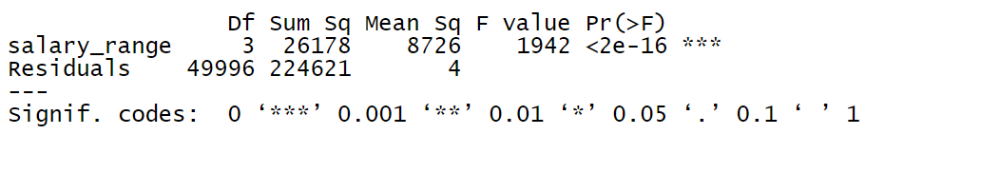 Df Sum Sq Mean Sq F value Pr(>F)
salary_range 3 26178 8726 1942 <2e-16 ***
Residuals 49996 224621 4
---
Signif. codes: 0 ‘***’ 0.001 ‘**’ 0.01 ‘*’ 0.05 ‘.’ 0.1 ‘ ’ 1